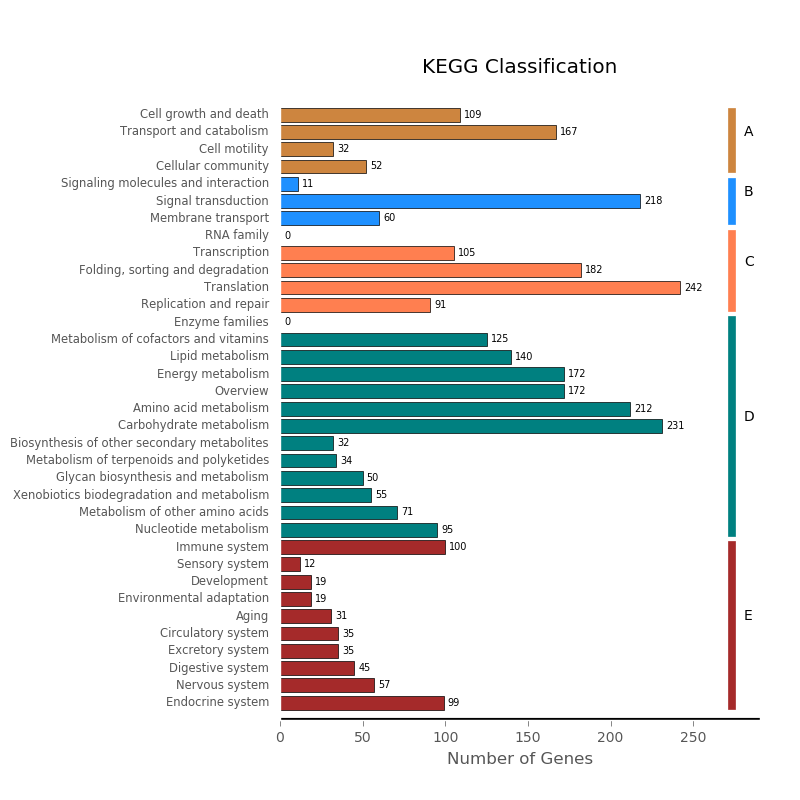 KEGG Classification
Cell growth and death 109
Transport and catabolism 167
Cell motility 32
Cellular community 52
A
Signaling molecules and interaction 11
Signal transduction 218
Membrane transport 60
B
RNA family 0
Transcription 105
Folding, sorting and degradation 182
Translation 242
Replication and repair 91
C
Enzyme families 0
Metabolism of cofactors and vitamins 125
Lipid metabolism 140
Energy metabolism 172
Overview 172
Amino acid metabolism 212
Carbohydrate metabolism 231
Biosynthesis of other secondary metabolites 32
Metabolism of terpenoids and polyketides 34
Glycan biosynthesis and metabolism 50
Xenobiotics biodegradation and metabolism 55
Metabolism of other amino acids 71
Nucleotide metabolism 95
D
Immune system 100
Sensory system 12
Development 19
Environmental adaptation 19
Aging 31
Circulatory system 35
Excretory system 35
Digestive system 45
Nervous system 57
Endocrine system 99
E
0 50 100 150 200 250
Number of Genes